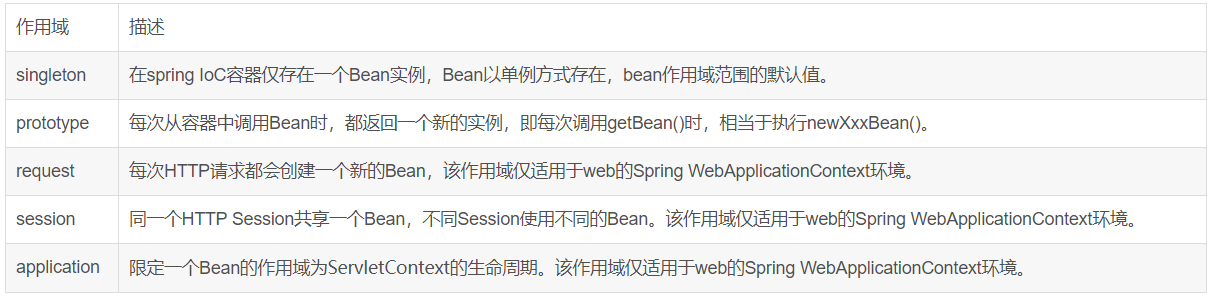 作用域 描述
singleton 在spring IoC容器仅存在一个Bean实例，Bean以单例方式存在，bean作用域范围的默认值。
prototype 每次从容器中调用Bean时，都返回一个新的实例，即每次调用getBean()时，相当于执行newXxxBean()。
request 每次HTTP请求都会创建一个新的Bean，该作用域仅适用于web的Spring WebApplicationContext环境。
session 同一个HTTP Session共享一个Bean，不同Session使用不同的Bean。该作用域仅适用于web的Spring WebApplicationContext环境。
application 限定一个Bean的作用域为ServletContext的生命周期。该作用域仅适用于web的Spring WebApplicationContext环境。